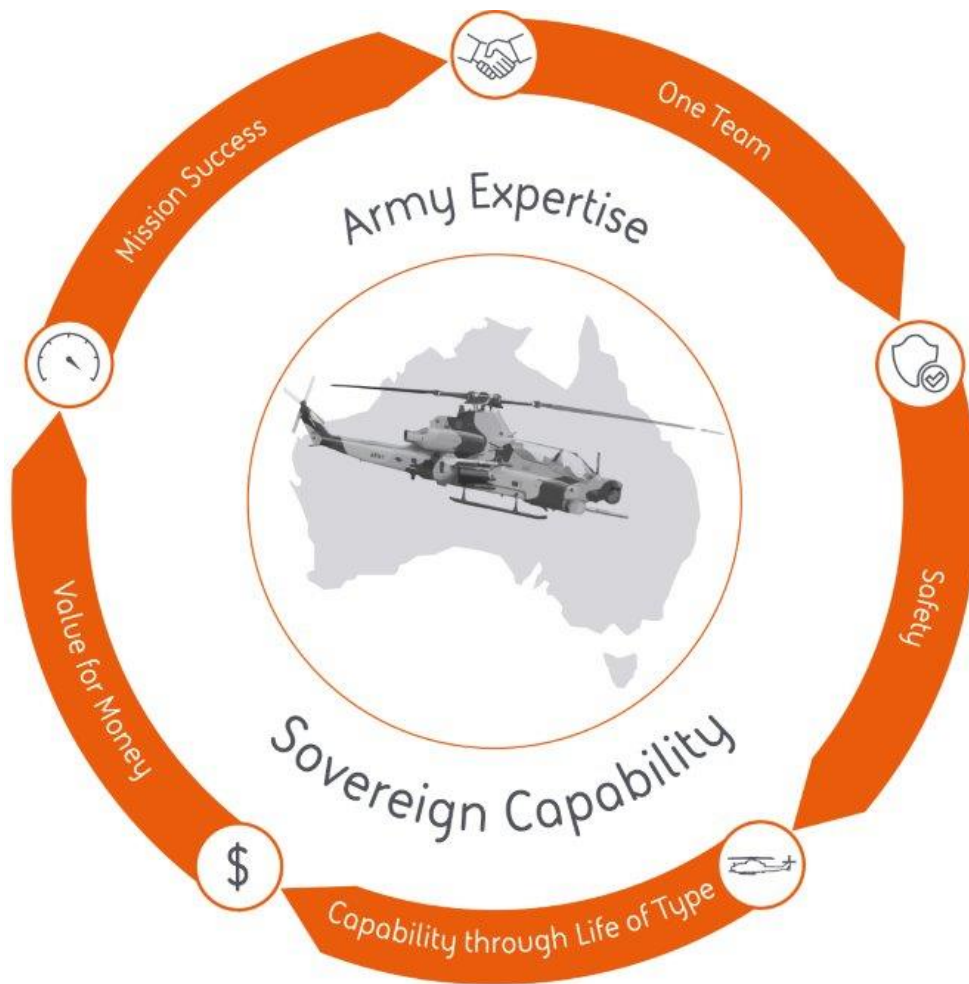 One Team
Safety
Capability through Life of Type
Value for Money
Mission Success
Army Expertise
Sovereign Capability
$